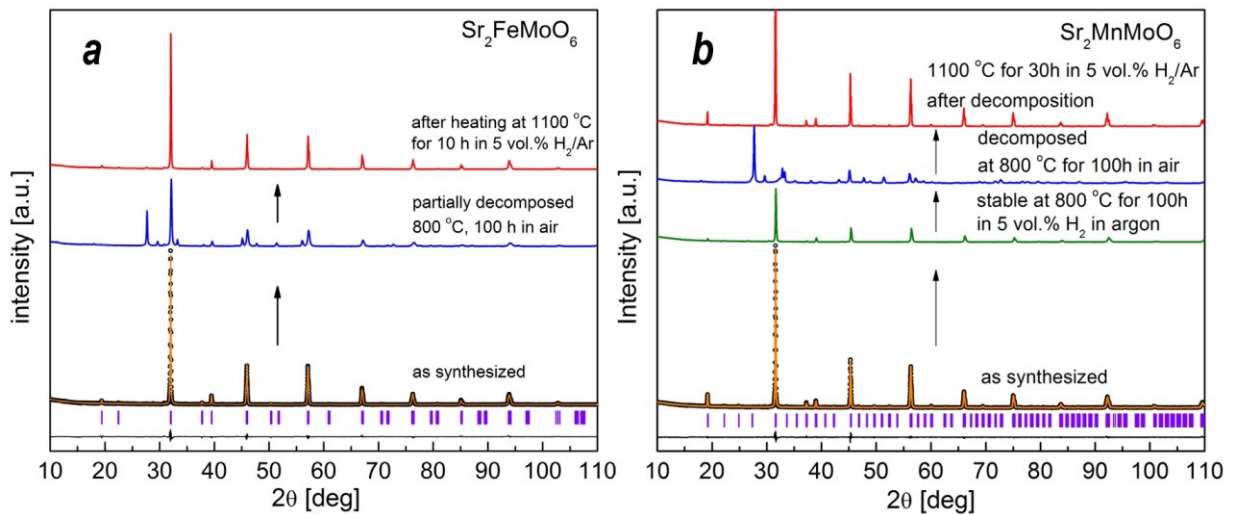 a
Sr₂FeMoO₆
after heating at 1100 °C
for 10 h in 5 vol.% H₂/Ar
partially decomposed
800 °C, 100 h in air
as synthesized
intensity [a.u.]
10 20 30 40 50 60 70 80 90 100 110
2θ [deg]
b
Sr₂MnMoO₆
1100 °C for 30h in 5 vol.% H₂/Ar
after decomposition
decomposed
at 800 °C for 100h in air
stable at 800 °C for 100h
in 5 vol.% H₂ in argon
as synthesized
Intensity [a.u.]
10 20 30 40 50 60 70 80 90 100 110
2θ [deg]